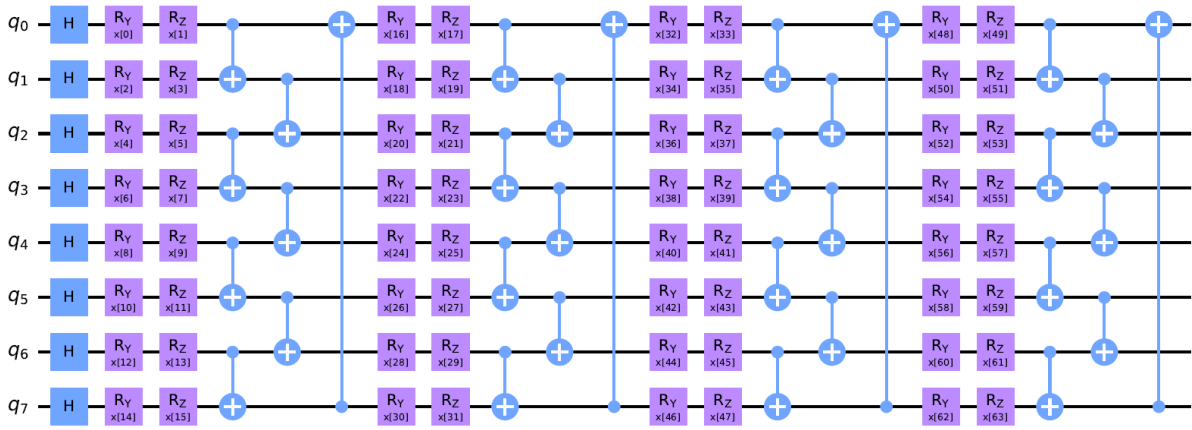 q0 H RY x[0] RZ x[1] RY x[16] RZ x[17] RY x[32] RZ x[33] RY x[48] RZ x[49]
q1 H RY x[2] RZ x[3] RY x[18] RZ x[19] RY x[34] RZ x[35] RY x[50] RZ x[51]
q2 H RY x[4] RZ x[5] RY x[20] RZ x[21] RY x[36] RZ x[37] RY x[52] RZ x[53]
q3 H RY x[6] RZ x[7] RY x[22] RZ x[23] RY x[38] RZ x[39] RY x[54] RZ x[55]
q4 H RY x[8] RZ x[9] RY x[24] RZ x[25] RY x[40] RZ x[41] RY x[56] RZ x[57]
q5 H RY x[10] RZ x[11] RY x[26] RZ x[27] RY x[42] RZ x[43] RY x[58] RZ x[59]
q6 H RY x[12] RZ x[13] RY x[28] RZ x[29] RY x[44] RZ x[45] RY x[60] RZ x[61]
q7 H RY x[14] RZ x[15] RY x[30] RZ x[31] RY x[46] RZ x[47] RY x[62] RZ x[63]